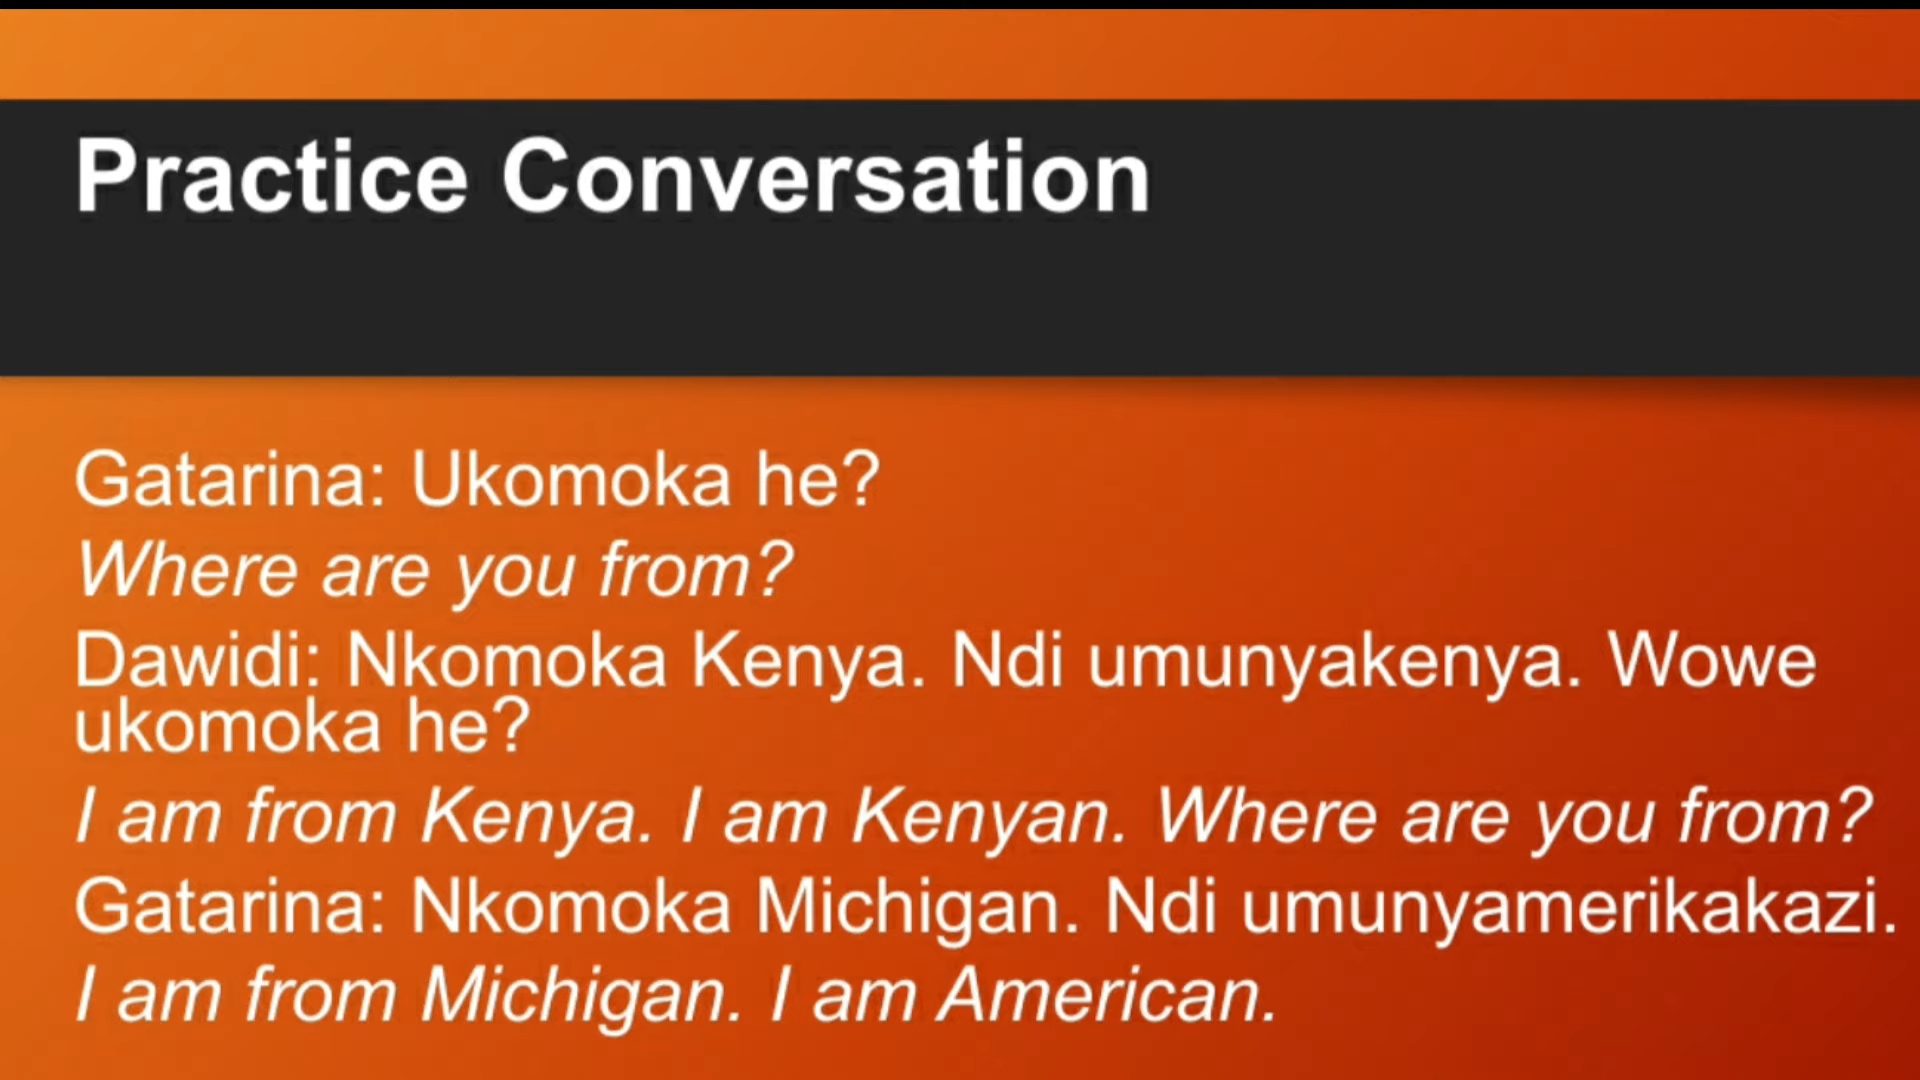 Practice Conversation
Gatarina: Ukomoka he?
Where are you from?
Dawidi: Nkomoka Kenya. Ndi umunyakenya. Wowe
ukomoka he?
I am from Kenya. I am Kenyan. Where are you from?
Gatarina: Nkomoka Michigan. Ndi umunyamerikakazi.
I am from Michigan. I am American.